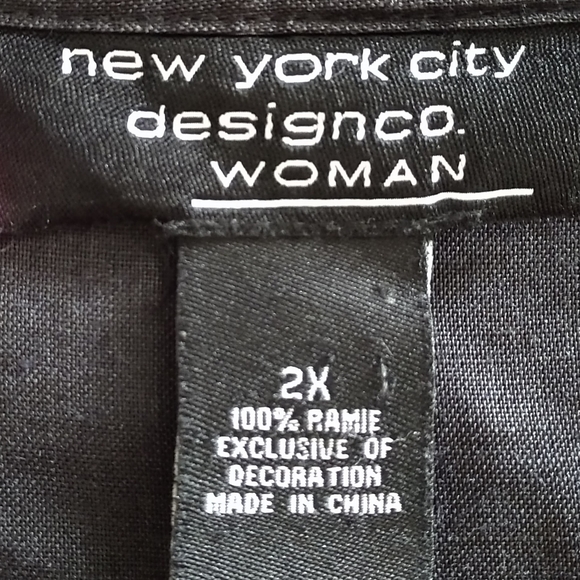 new york city
designco.
WOMAN
2X
100% RAMIE
EXCLUSIVE OF
DECORATION
MADE IN CHINA